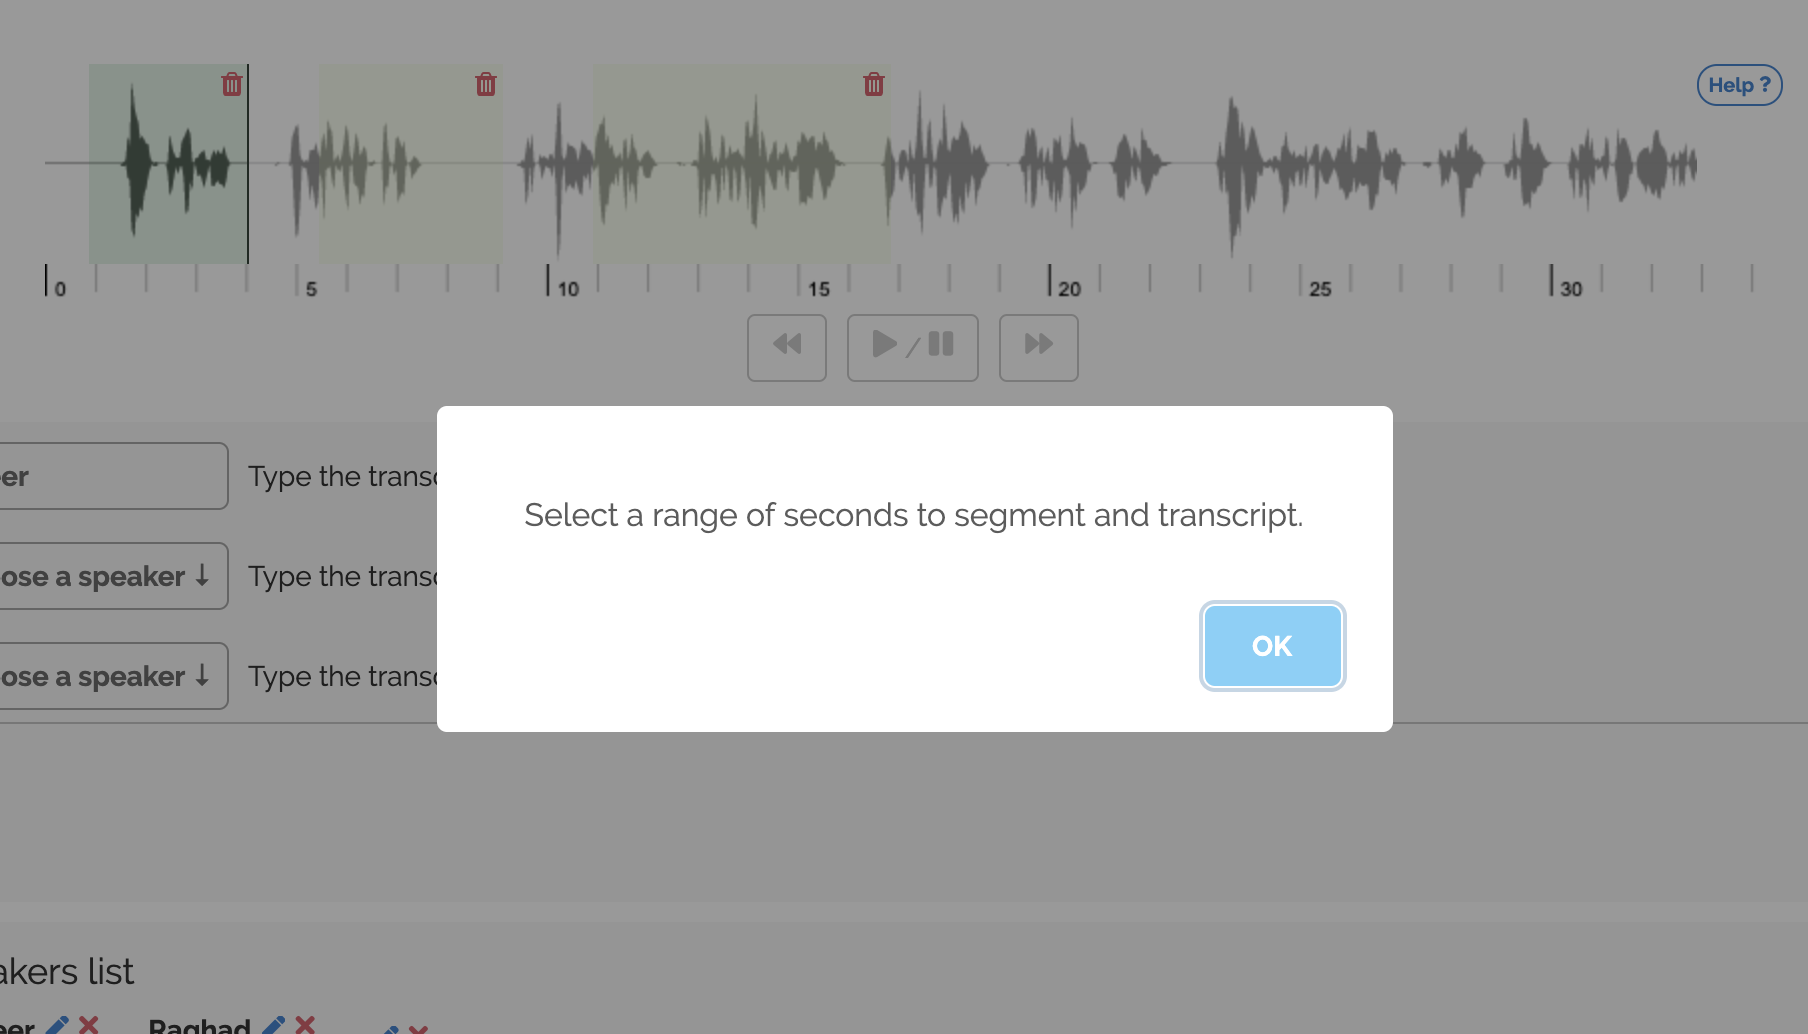 Help ?
0 5 10 15 20 25 30
/
er Type the transc
Select a range of seconds to segment and transcript.
ose a speaker ↓ Type the transc
OK
ose a speaker ↓ Type the transc
akers list
eer Raghad